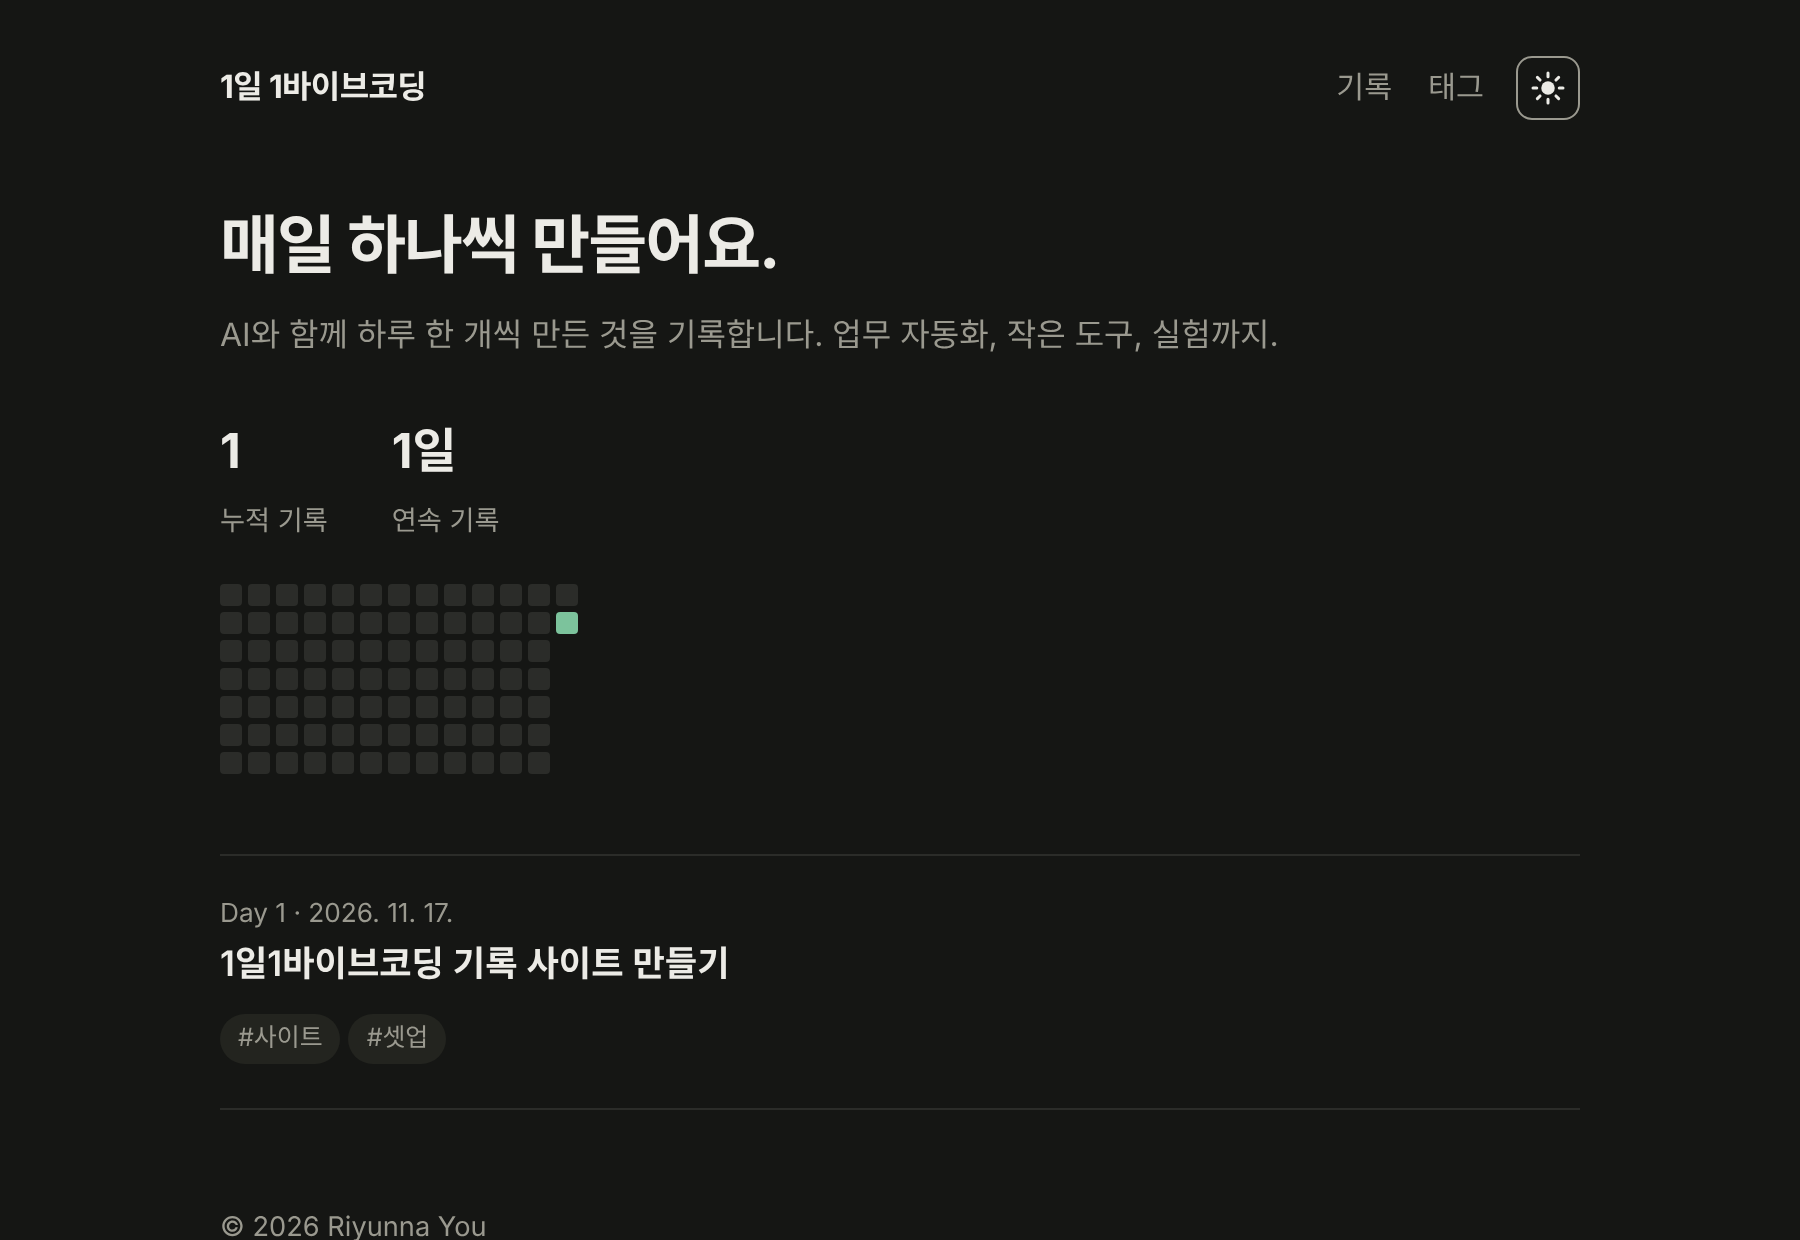 1일 1바이브코딩
기록 태그
매일 하나씩 만들어요.
AI와 함께 하루 한 개씩 만든 것을 기록합니다. 업무 자동화, 작은 도구, 실험까지.
1 1일
누적 기록 연속 기록
Day 1 · 2026. 11. 17.
1일1바이브코딩 기록 사이트 만들기
#사이트 #셋업
© 2026 Riyunna You